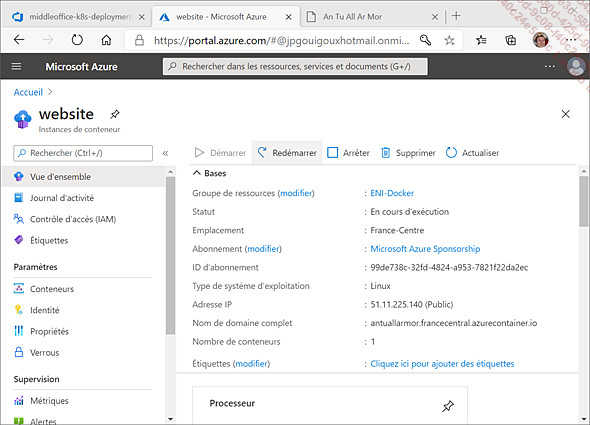 middleoffice-k8s-deployment
website - Microsoft Azure
An Tu All Ar Mor
https://portal.azure.com/#@jpgouigouxhotmail.onmi...
Microsoft Azure
Rechercher dans les ressources, services et documents (G+/)
Accueil >
website
Instances de conteneur
Rechercher (Ctrl+/)
«
Démarrer
Redémarrer
Arrêter
Supprimer
Actualiser
Vue d'ensemble
Journal d'activité
Contrôle d'accès (IAM)
Étiquettes
Paramètres
Conteneurs
Identité
Propriétés
Verrous
Supervision
Métriques
Alertes
Bases
Groupe de ressources (modifier) : ENI-Docker
Statut : En cours d'exécution
Emplacement : France-Centre
Abonnement (modifier) : Microsoft Azure Sponsorship
ID d'abonnement : 99de738c-32fd-4824-a953-7821f22da2ec
Type de système d'exploitation : Linux
Adresse IP : 51.11.225.140 (Public)
Nom de domaine complet : antuallarmor.francecentral.azurecontainer.io
Nombre de conteneurs : 1
Étiquettes (modifier) : Cliquez ici pour ajouter des étiquettes
Processeur